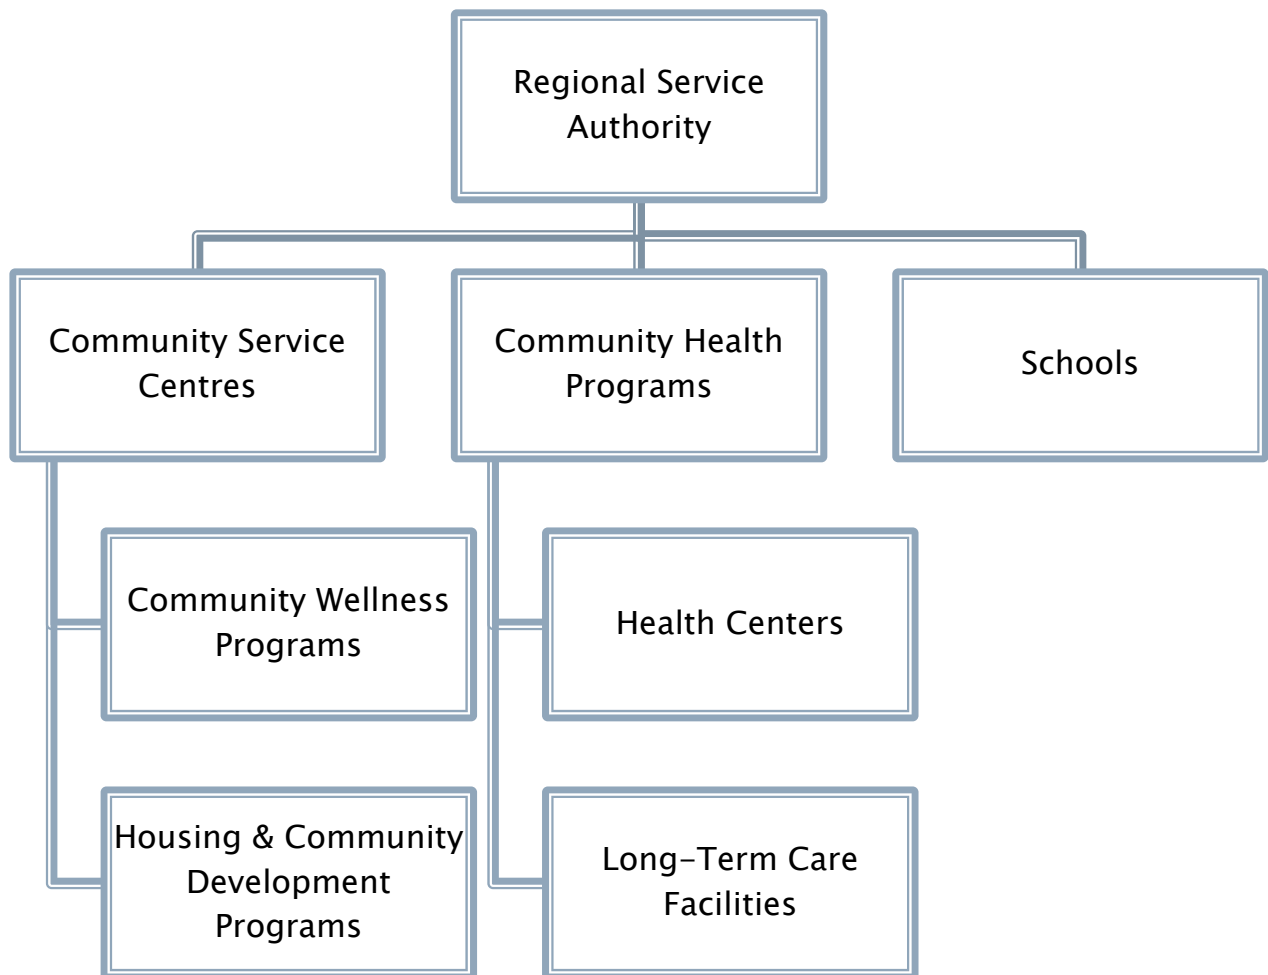 Regional Service
Authority
Community Service
Centres
Community Health
Programs
Schools
Community Wellness
Programs
Health Centers
Housing & Community
Development
Programs
Long-Term Care
Facilities